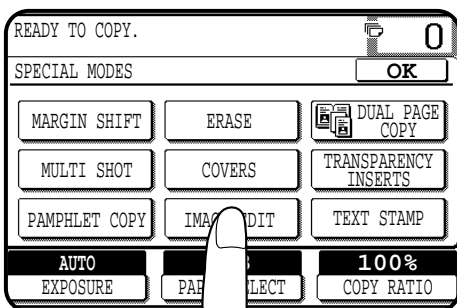 READY TO COPY.
0
SPECIAL MODES
OK
MARGIN SHIFT
ERASE
DUAL PAGE
COPY
MULTI SHOT
COVERS
TRANSPARENCY
INSERTS
PAMPHLET COPY
TEXT STAMP
AUTO
100%
EXPOSURE
COPY RATIO